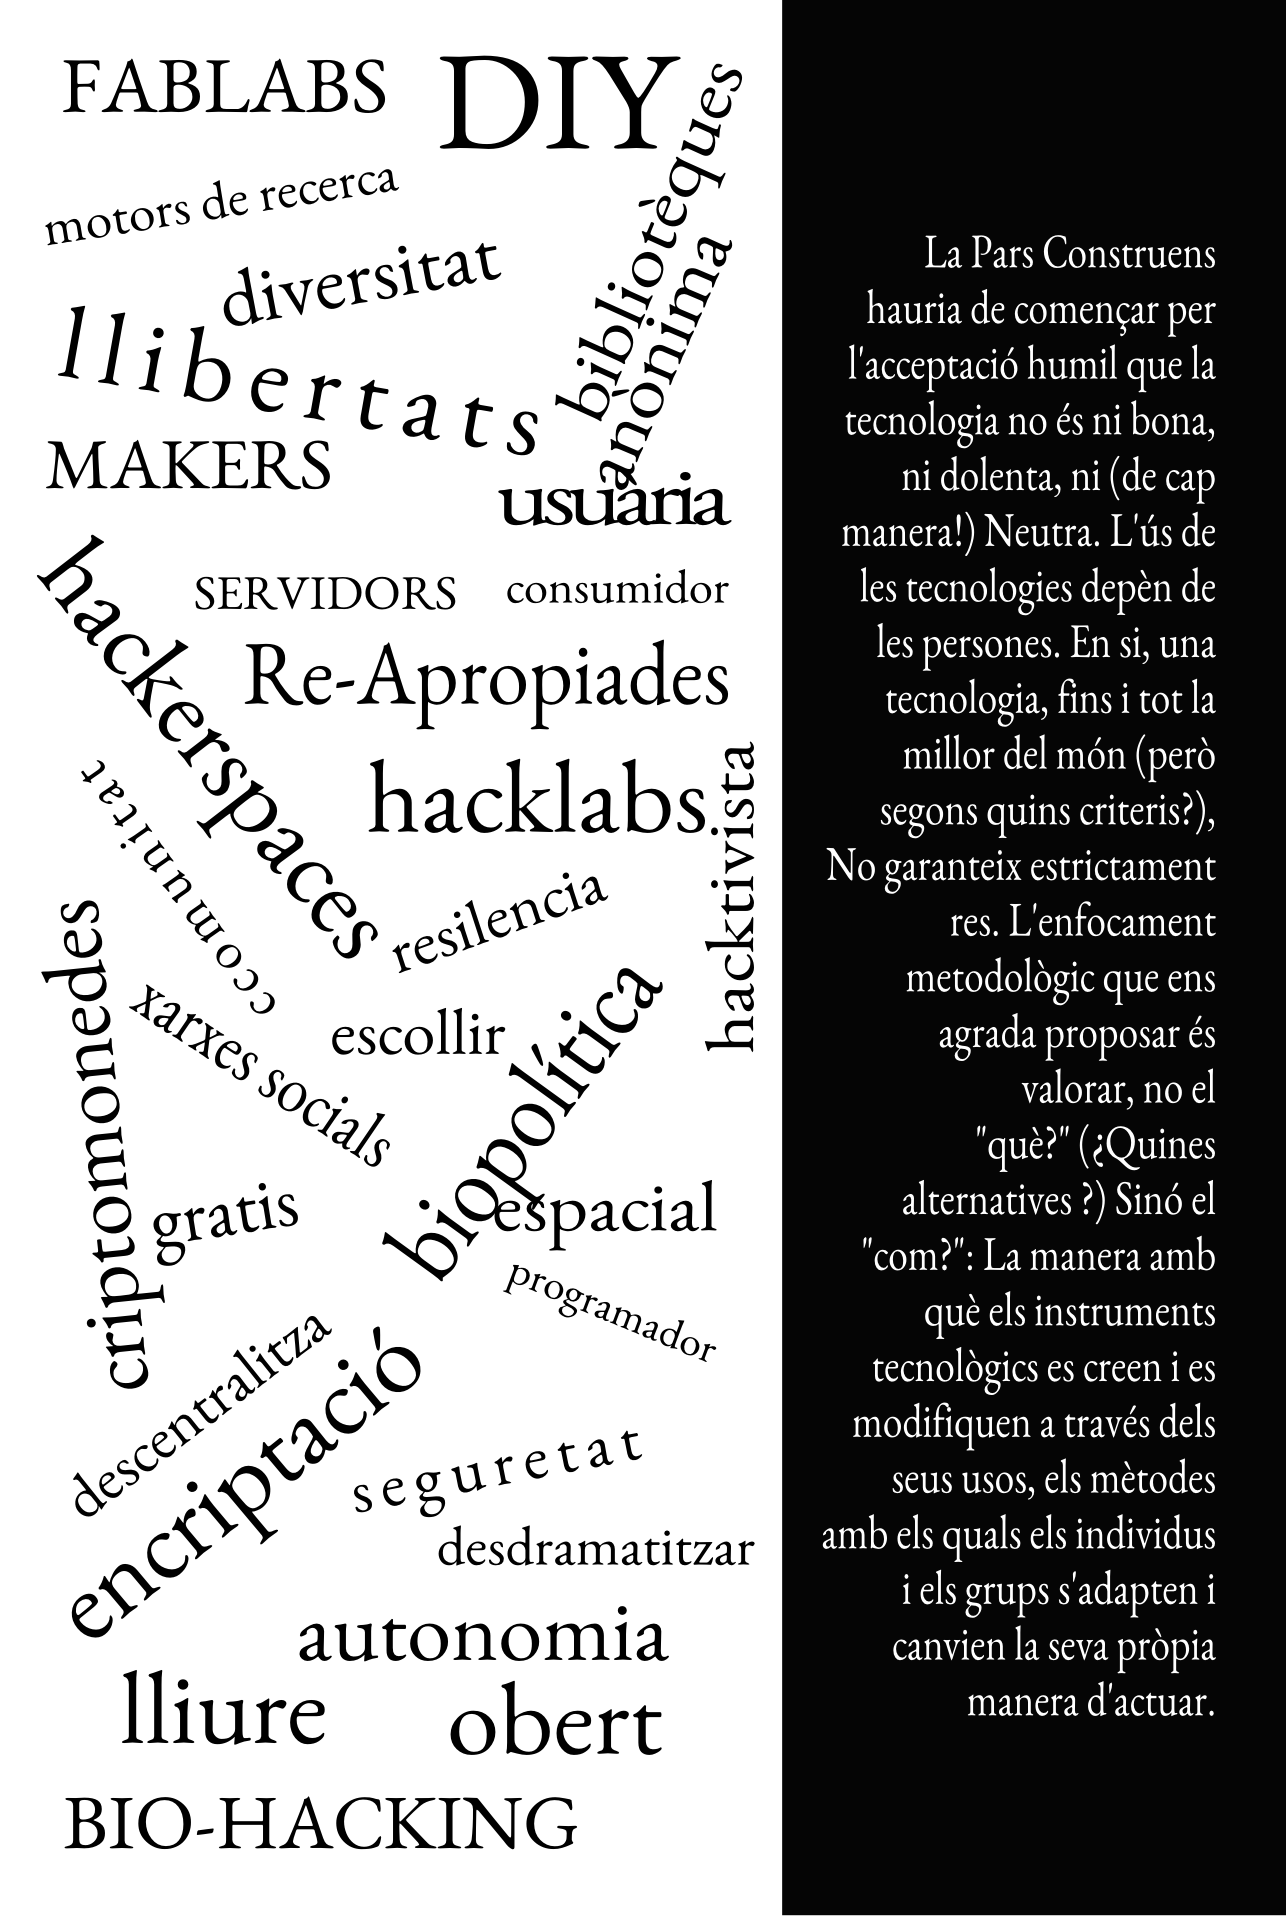 FABLABS
DIY
bibliotèques
motors de recerca
anònima
diversitat
llibertats
MAKERS
usuària
hackerspaces
SERVIDORS
consumidor
Re-Apropiades
hacklabs
hacktivista
ccomunitat
resilencia
criptomonedes
xarxes socials
escollir
biopolítica
gratis
espacial
programador
descentralitza
encriptació
seguretat
desdramatitzar
autonomia
lliure
obert
BIO-HACKING
La Pars Construens
hauria de començar per
l'acceptació humil que la
tecnologia no és ni bona,
ni dolenta, ni (de cap
manera!) Neutra. L'ús de
les tecnologies depèn de
les persones. En si, una
tecnologia, fins i tot la
millor del món (però
segons quins criteris?),
No garanteix estrictament
res. L'enfocament
metodològic que ens
agrada proposar és
valorar, no el
"què?" (¿Quines
alternatives ?) Sinó el
"com?": La manera amb
què els instruments
tecnològics es creen i es
modifiquen a través dels
seus usos, els mètodes
amb els quals els individus
i els grups s'adapten i
canvien la seva pròpia
manera d'actuar.